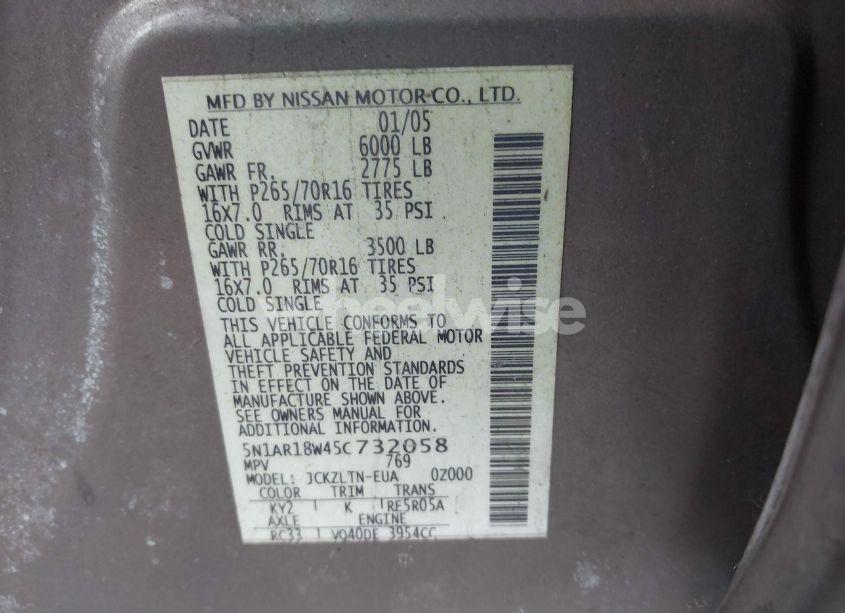 MFD BY NISSAN MOTOR CO., LTD.
DATE 01/05
GVWR 6000 LB
GAWR FR. 2775 LB
WITH P265/70R16 TIRES
16x7.0 RIMS AT 35 PSI
COLD SINGLE
GAWR RR. 3500 LB
WITH P265/70R16 TIRES
16x7.0 RIMS AT 35 PSI
COLD SINGLE
wheelwise
THIS VEHICLE CONFORMS TO
ALL APPLICABLE FEDERAL MOTOR
VEHICLE SAFETY AND
THEFT PREVENTION STANDARDS
IN EFFECT ON THE DATE OF
MANUFACTURE SHOWN ABOVE.
SEE OWNERS MANUAL FOR
ADDITIONAL INFORMATION.
5N1AR18W45C732058
MPV 769
MODEL: JCKZLTN-EUA 0Z000
COLOR TRIM TRANS
KY2 K RE5R05A
AXLE ENGINE
RC33 VQ40DE 3954CC